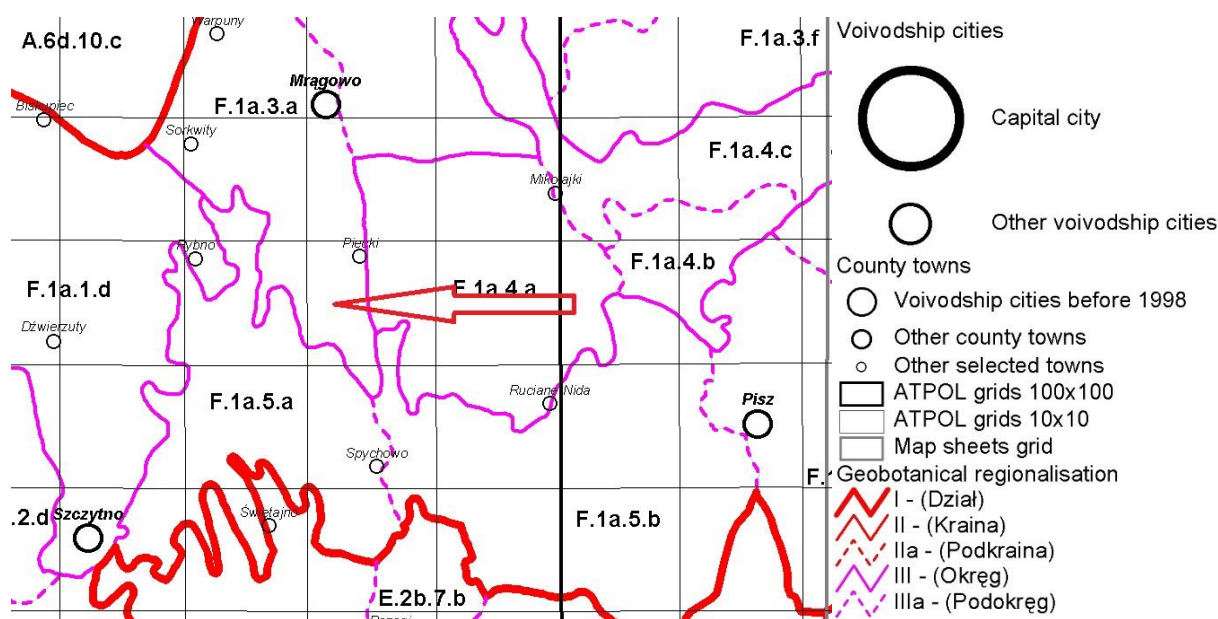 Warpuny
A.6d.10.c
F.1a.3.f
Mrągowo
F.1a.3.a
Biskupiec
Sorkwity
F.1a.4.c
Mikołajki
Rybno
Piecki
F.1a.4.b
F.1a.1.d
F.1a.4.a
Dźwierzuty
Ruciane-Nida
F.1a.5.a
Pisz
Spychowo
F.
.2.d
Szczytno
Świętajno
F.1a.5.b
E.2b.7.b
Voivodship cities
Capital city
Other voivodship cities
County towns
Voivodship cities before 1998
Other county towns
Other selected towns
ATPOL grids 100x100
ATPOL grids 10x10
Map sheets grid
Geobotanical regionalisation
I - (Dział)
II - (Kraina)
IIa - (Podkraina)
III - (Okręg)
IIIa - (Podokręg)